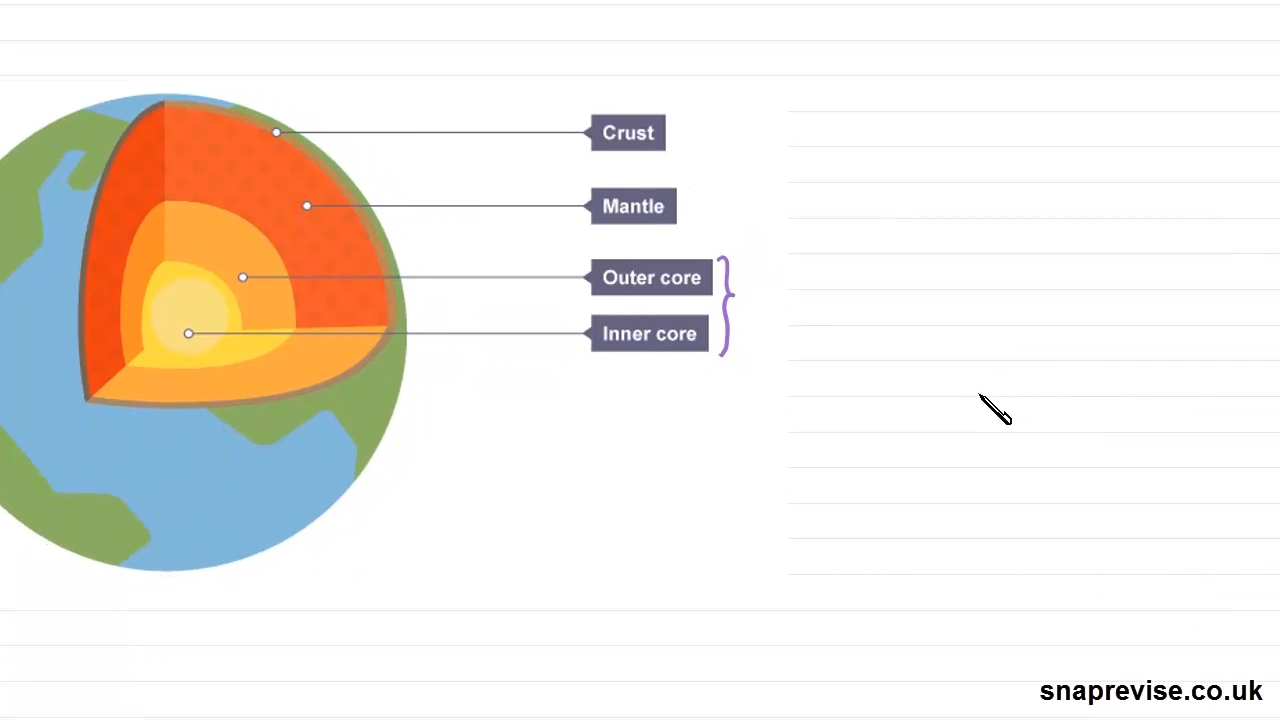 Crust
Mantle
Outer core
Inner core
snaprevise.co.uk